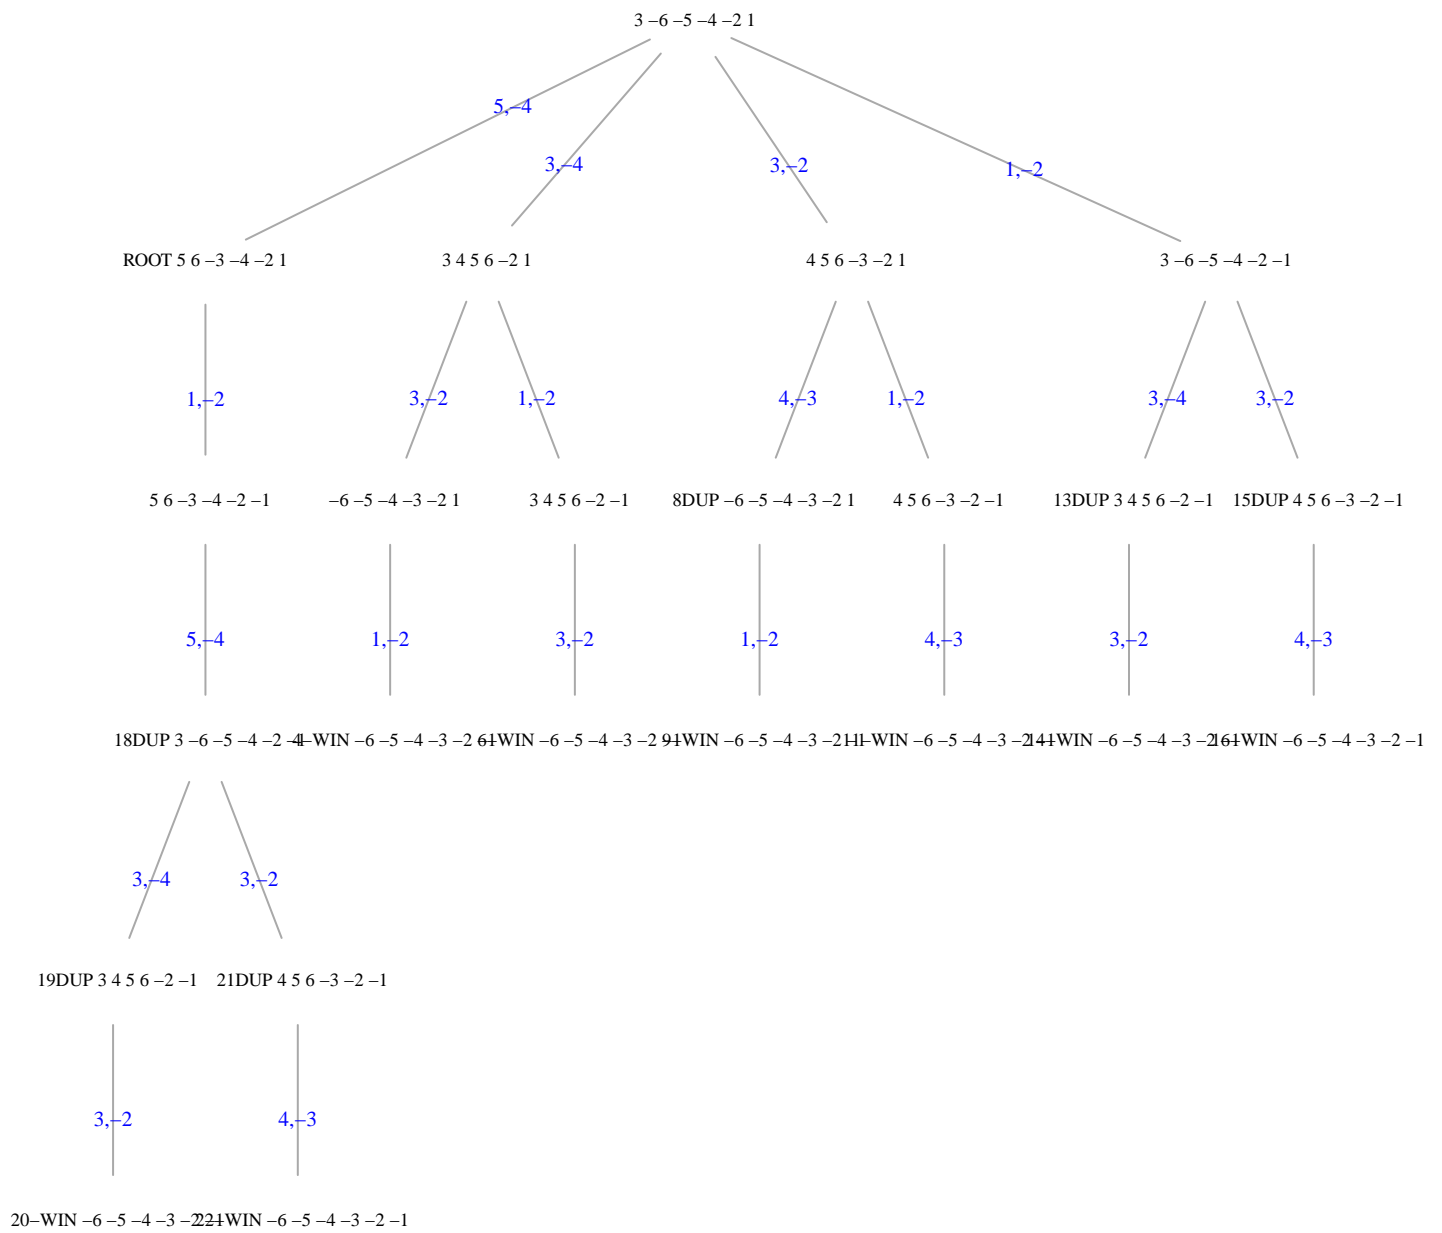 3 –6 –5 –4 –2 1
5,–4
3,–4
3,–2
1,–2
ROOT 5 6 –3 –4 –2 1
3 4 5 6 –2 1
4 5 6 –3 –2 1
3 –6 –5 –4 –2 –1
1,–2
3,–2
1,–2
4,–3
1,–2
3,–4
3,–2
5 6 –3 –4 –2 –1
–6 –5 –4 –3 –2 1
3 4 5 6 –2 –1
8DUP –6 –5 –4 –3 –2 1
4 5 6 –3 –2 –1
13DUP 3 4 5 6 –2 –1
15DUP 4 5 6 –3 –2 –1
5,–4
1,–2
3,–2
1,–2
4,–3
3,–2
4,–3
18DUP 3 –6 –5 –4 –2
–WIN –6 –5 –4 –3 –2
WIN –6 –5 –4 –3 –2
WIN –6 –5 –4 –3 –2
–WIN –6 –5 –4 –3 –2
WIN –6 –5 –4 –3 –2
WIN –6 –5 –4 –3 –2 –1
3,–4
3,–2
19DUP 3 4 5 6 –2 –1
21DUP 4 5 6 –3 –2 –1
3,–2
4,–3
20–WIN –6 –5 –4 –3
WIN –6 –5 –4 –3 –2 –1